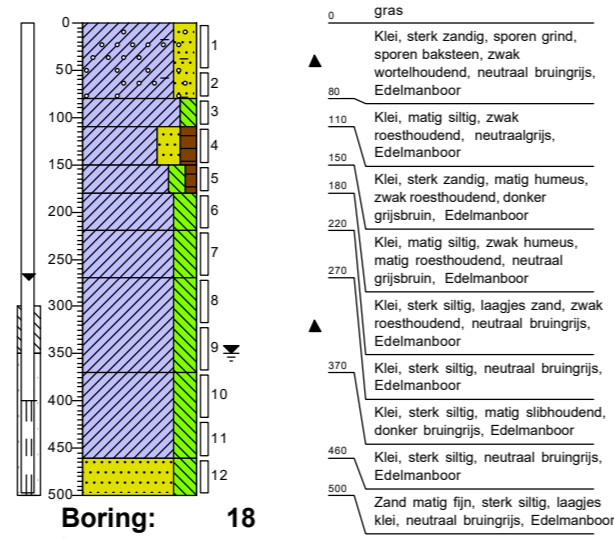 0
50
100
150
200
250
300
350
400
450
500
1
2
3
4
5
6
7
8
9
10
11
12
Boring: 18
0
gras
Klei, sterk zandig, sporen grind,
sporen baksteen, zwak
wortelhoudend, neutraal bruingrijs,
Edelmanboor
80
Klei, matig siltig, zwak
roesthoudend, neutraalgrijs,
Edelmanboor
110
Klei, sterk zandig, matig humeus,
zwak roesthoudend, donker
grijsbruin, Edelmanboor
150
Klei, matig siltig, zwak humeus,
matig roesthoudend, neutraal
grijsbruin, Edelmanboor
180
Klei, sterk siltig, laagjes zand, zwak
roesthoudend, neutraal bruingrijs,
Edelmanboor
220
Klei, sterk siltig, neutraal bruingrijs,
Edelmanboor
270
Klei, sterk siltig, matig slibhoudend,
donker bruingrijs, Edelmanboor
370
Klei, sterk siltig, neutraal bruingrijs,
Edelmanboor
460
Zand matig fijn, sterk siltig, laagjes
klei, neutraal bruingrijs, Edelmanboor
500